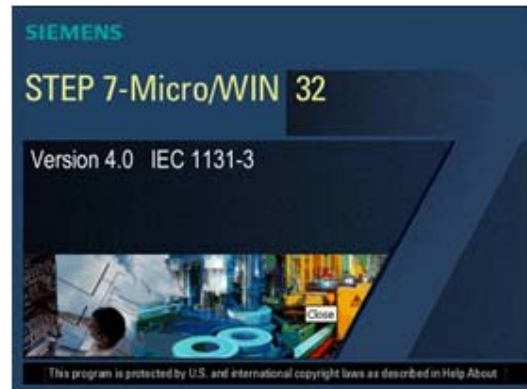 SIEMENS
STEP 7-Micro/WIN 32
Version 4.0 IEC 1131-3
Close
This program is protected by U.S. and international copyright laws as described in Help About